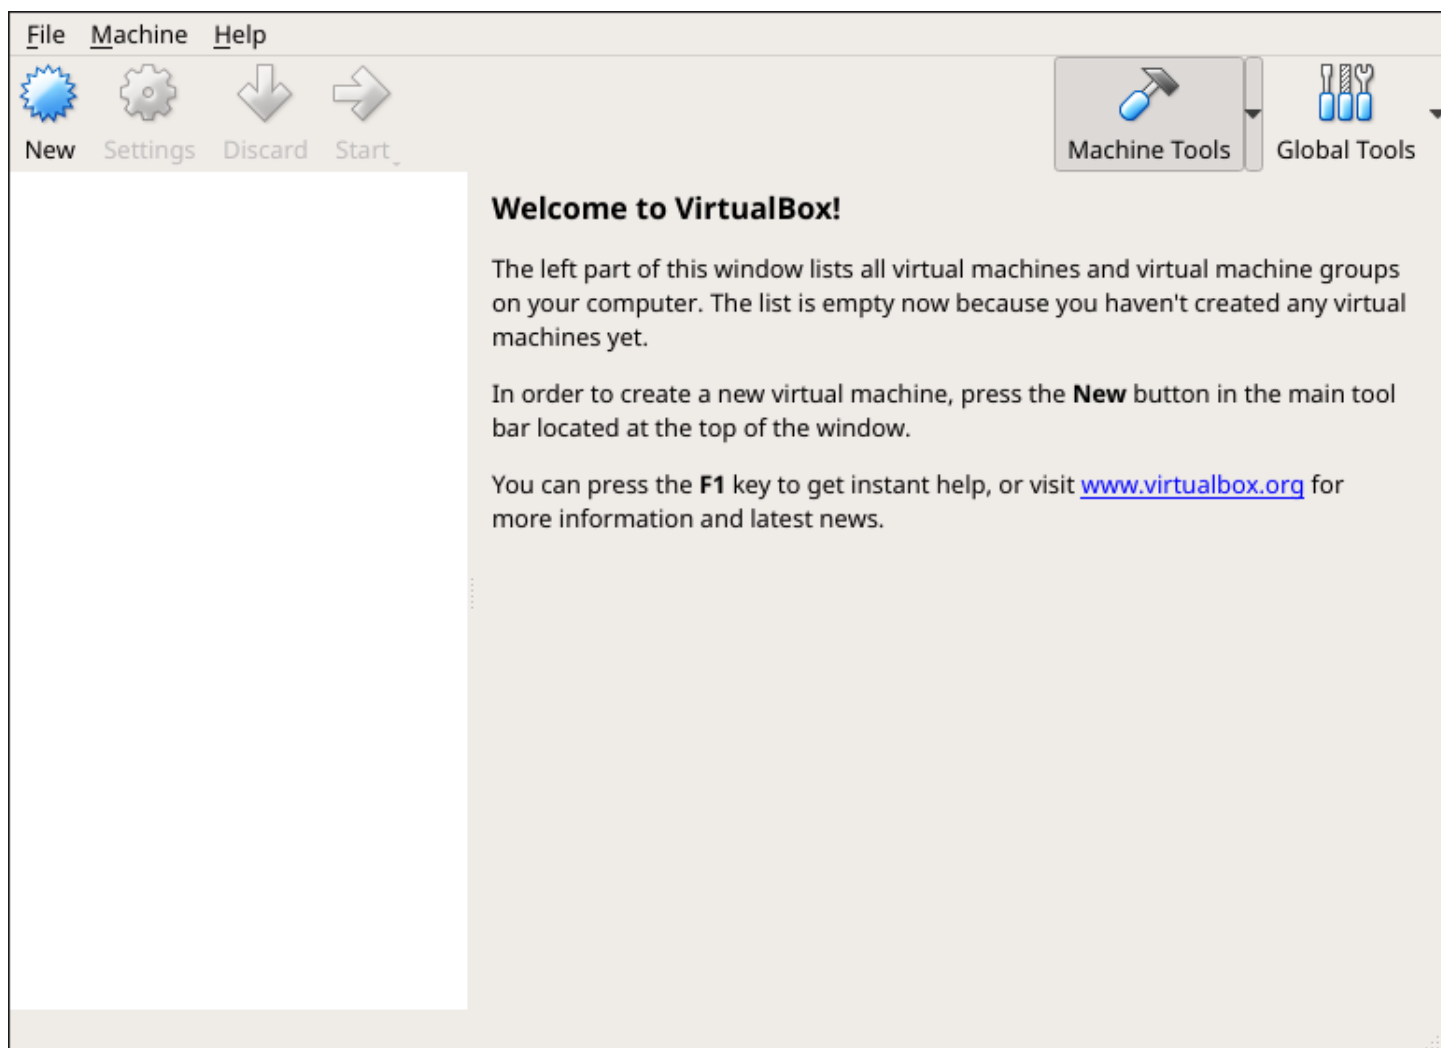 File Machine Help
New Settings Discard Start Machine Tools Global Tools
Welcome to VirtualBox!
The left part of this window lists all virtual machines and virtual machine groups
on your computer. The list is empty now because you haven't created any virtual
machines yet.
In order to create a new virtual machine, press the New button in the main tool
bar located at the top of the window.
You can press the F1 key to get instant help, or visit www.virtualbox.org for
more information and latest news.